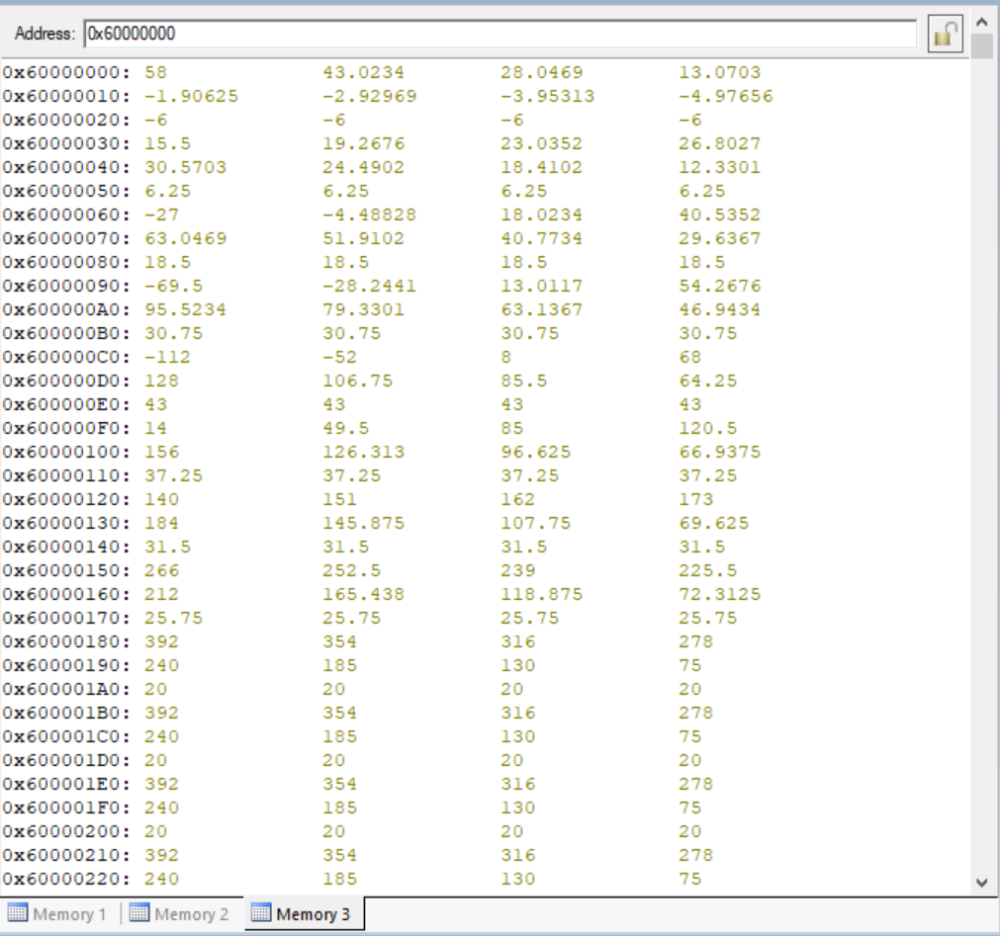 Address: 0x60000000
0x60000000: 58 43.0234 28.0469 13.0703
0x60000010: -1.90625 -2.92969 -3.95313 -4.97656
0x60000020: -6 -6 -6 -6
0x60000030: 15.5 19.2676 23.0352 26.8027
0x60000040: 30.5703 24.4902 18.4102 12.3301
0x60000050: 6.25 6.25 6.25 6.25
0x60000060: -27 -4.48828 18.0234 40.5352
0x60000070: 63.0469 51.9102 40.7734 29.6367
0x60000080: 18.5 18.5 18.5 18.5
0x60000090: -69.5 -28.2441 13.0117 54.2676
0x600000A0: 95.5234 79.3301 63.1367 46.9434
0x600000B0: 30.75 30.75 30.75 30.75
0x600000C0: -112 -52 8 68
0x600000D0: 128 106.75 85.5 64.25
0x600000E0: 43 43 43 43
0x600000F0: 14 49.5 85 120.5
0x60000100: 156 126.313 96.625 66.9375
0x60000110: 37.25 37.25 37.25 37.25
0x60000120: 140 151 162 173
0x60000130: 184 145.875 107.75 69.625
0x60000140: 31.5 31.5 31.5 31.5
0x60000150: 266 252.5 239 225.5
0x60000160: 212 165.438 118.875 72.3125
0x60000170: 25.75 25.75 25.75 25.75
0x60000180: 392 354 316 278
0x60000190: 240 185 130 75
0x600001A0: 20 20 20 20
0x600001B0: 392 354 316 278
0x600001C0: 240 185 130 75
0x600001D0: 20 20 20 20
0x600001E0: 392 354 316 278
0x600001F0: 240 185 130 75
0x60000200: 20 20 20 20
0x60000210: 392 354 316 278
0x60000220: 240 185 130 75
Memory 1 Memory 2 Memory 3